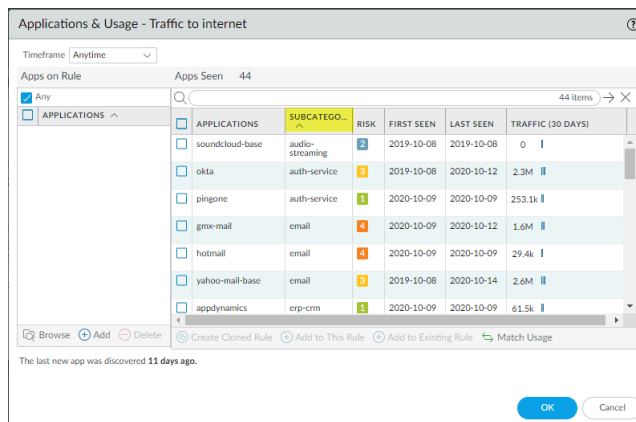 Applications & Usage - Traffic to internet
Timeframe Anytime
Apps on Rule Apps Seen 44
Any
44 items
APPLICATIONS
APPLICATIONS SUBCATEGO... RISK FIRST SEEN LAST SEEN TRAFFIC (30 DAYS)
soundcloud-base audio-streaming 2 2019-10-08 2019-10-08 0
okta auth-service 3 2019-10-08 2020-10-12 2.3M
pingone auth-service 1 2020-10-09 2020-10-09 253.1k
gmx-mail email 4 2020-10-09 2020-10-12 1.6M
hotmail email 4 2020-10-09 2020-10-09 29.4k
yahoo-mail-base email 3 2019-10-08 2020-10-14 2.6M
appdynamics erp-crm 1 2020-10-09 2020-10-09 61.5k
Browse Add Delete Create Cloned Rule Add to This Rule Add to Existing Rule Match Usage
The last new app was discovered 11 days ago.
OK Cancel